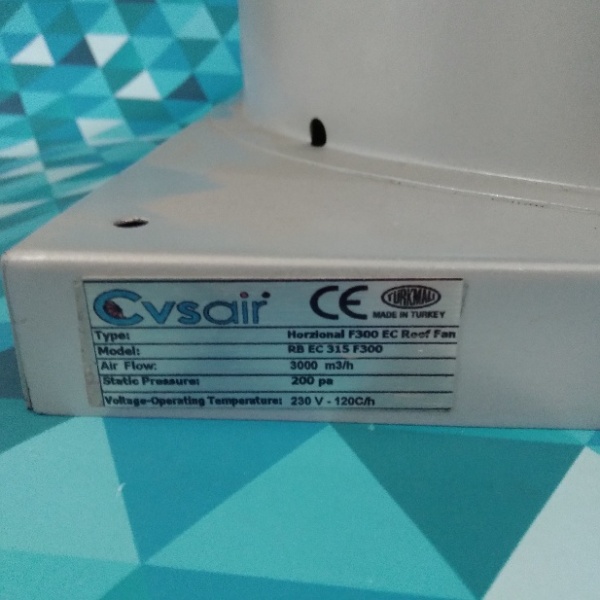 Cvsair CE TURKMALI
MADE IN TURKEY
Type: Horzional F300 EC Roof Fan
Model: RB EC 315 F300
Air Flow: 3000 m3/h
Static Pressure: 200 pa
Voltage-Operating Temperature: 230 V - 120C/h